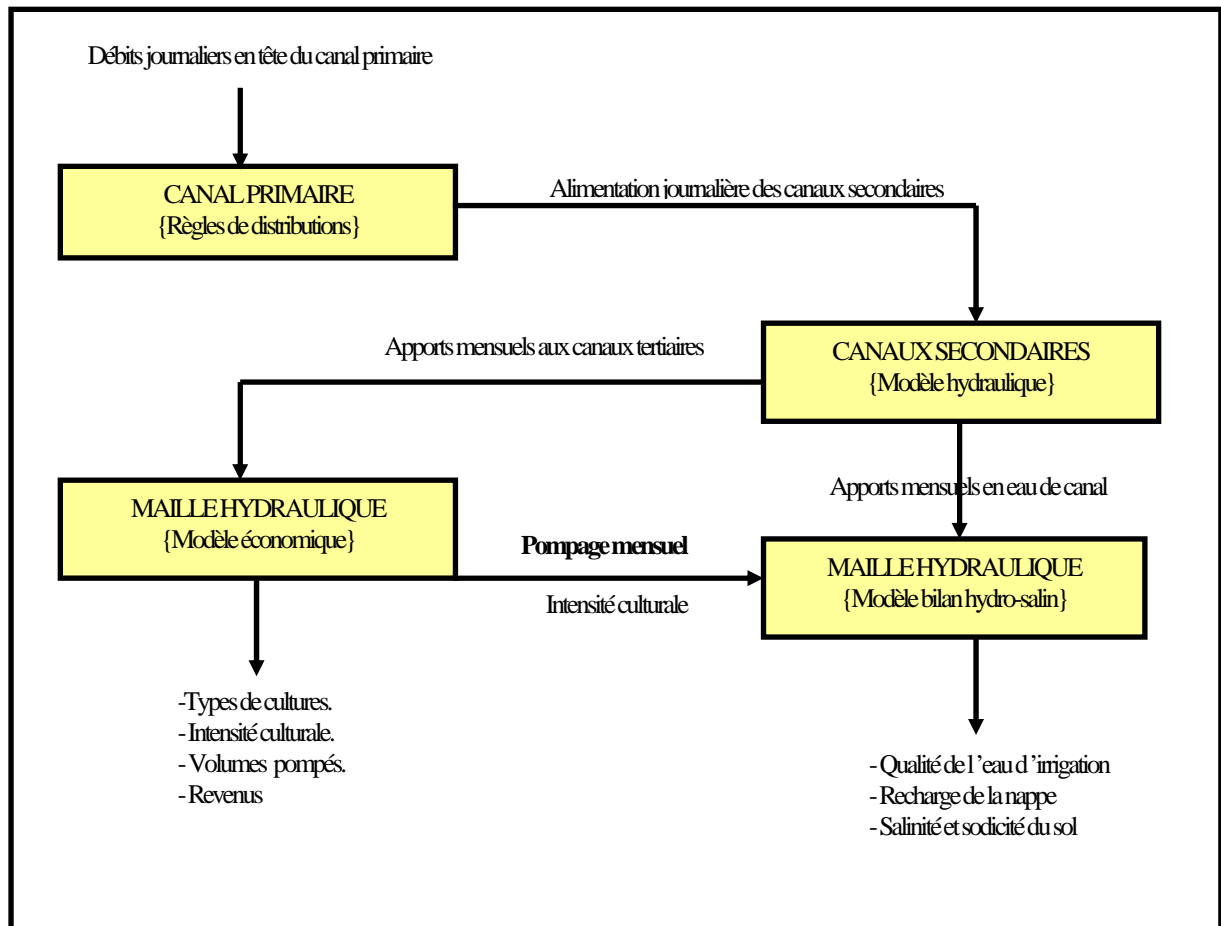 Débits journaliers en tête du canal primaire
CANAL PRIMAIRE
{Règles de distributions}
Alimentation journalière des canaux secondaires
Apports mensuels aux canaux tertiaires
CANAUX SECONDAIRES
{Modèle hydraulique}
MAILLE HYDRAULIQUE
{Modèle économique}
Apports mensuels en eau de canal
Pompage mensuel
Intensité culturale
MAILLE HYDRAULIQUE
{Modèle bilan hydro-salin}
-Types de cultures.
- Intensité culturale.
- Volumes pompés.
- Revenus
- Qualité de l ’eau d ’irrigation
- Recharge de la nappe
- Salinité et sodicité du sol